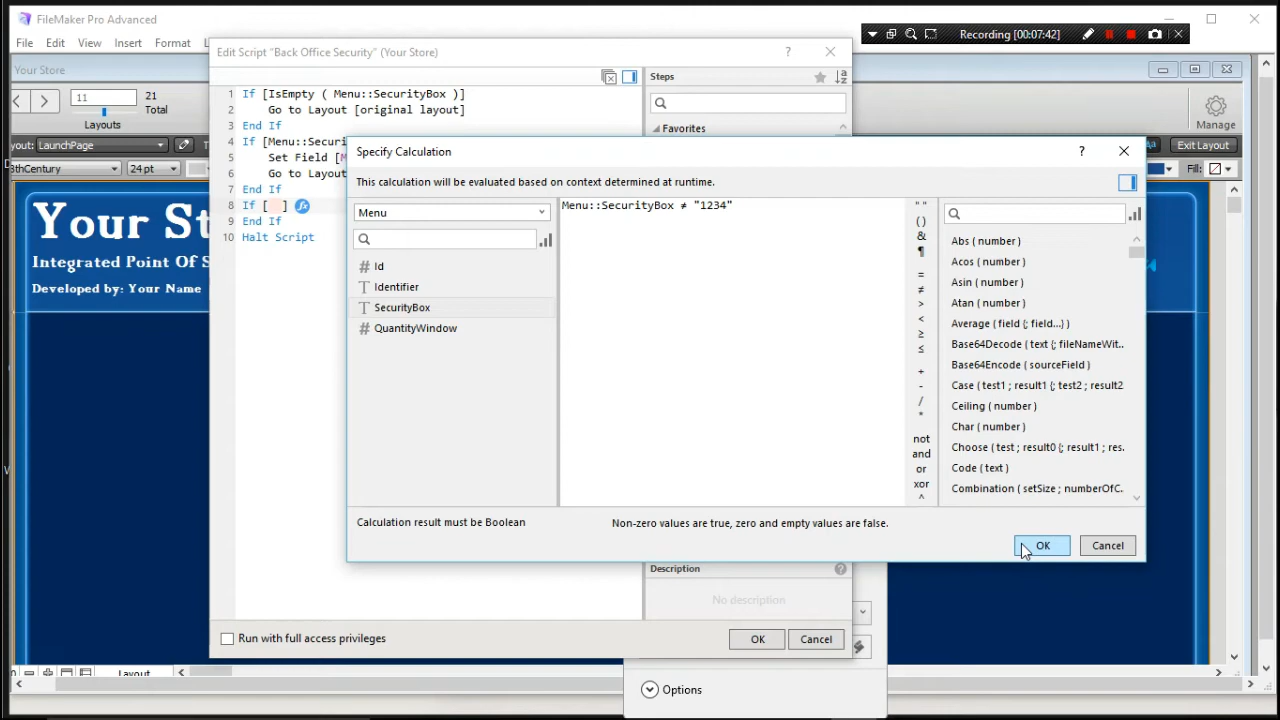 FileMaker Pro Advanced
File Edit View Insert Format
Recording [00:07:42]
Your Store
11
21
Total
Layouts
Manage
LaunchPage
Exit Layout
24 pt
Fill:
Your St
Integrated Point Of S
Developed by: Your Name
Edit Script "Back Office Security" (Your Store)
?
1 If [IsEmpty ( Menu::SecurityBox )]
2 Go to Layout [original layout]
3 End If
4 If [Menu::Securi
5 Set Field [M
6 Go to Layout
7 End If
8 If [ ]
9 End If
10 Halt Script
Steps
Favorites
Specify Calculation
?
This calculation will be evaluated based on context determined at runtime.
Menu
Id
Identifier
SecurityBox
QuantityWindow
Menu::SecurityBox ≠ "1234"
" "
( )
&
¶
=
≠
>
<
≥
≤
+
-
/
*
not
and
or
xor
^
Abs ( number )
Acos ( number )
Asin ( number )
Atan ( number )
Average ( field {; field...} )
Base64Decode ( text {; fileNameWit..
Base64Encode ( sourceField )
Case ( test1 ; result1 {; test2 ; result2
Ceiling ( number )
Char ( number )
Choose ( test ; result0 {; result1 ; res.
Code ( text )
Combination ( setSize ; numberOfC.
Calculation result must be Boolean
Non-zero values are true, zero and empty values are false.
OK
Cancel
Description
No description
Run with full access privileges
OK
Cancel
Layout
Options